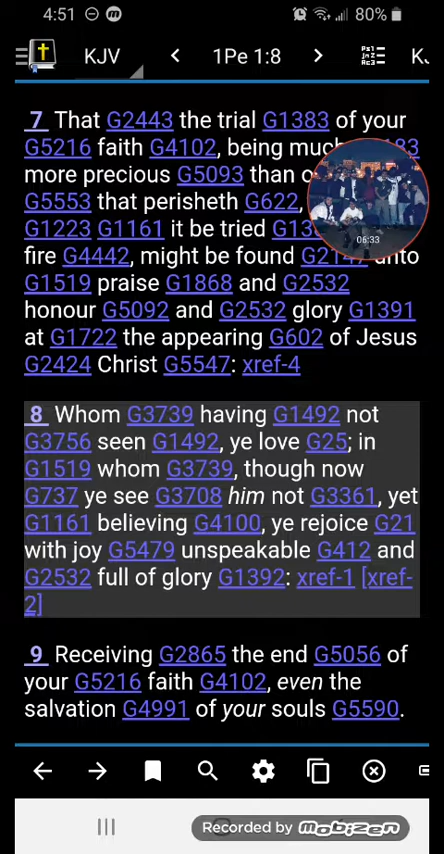 4:51 80%
KJV < 1Pe 1:8 > K
7 That G2443 the trial G1383 of your
G5216 faith G4102, being much 83
more precious G5093 than
G5553 that perisheth G622,
G1223 G1161 it be tried G13
fire G4442, might be found unto
G1519 praise G1868 and G2532
honour G5092 and G2532 glory G1391
at G1722 the appearing G602 of Jesus
G2424 Christ G5547: xref-4
8 Whom G3739 having G1492 not
G3756 seen G1492, ye love G25; in
G1519 whom G3739, though now
G737 ye see G3708 him not G3361, yet
G1161 believing G4100, ye rejoice G21
with joy G5479 unspeakable G412 and
G2532 full of glory G1392: xref-1 [xref-
2]
9 Receiving G2865 the end G5056 of
your G5216 faith G4102, even the
salvation G4991 of your souls G5590.
06:33
Recorded by Mobizen